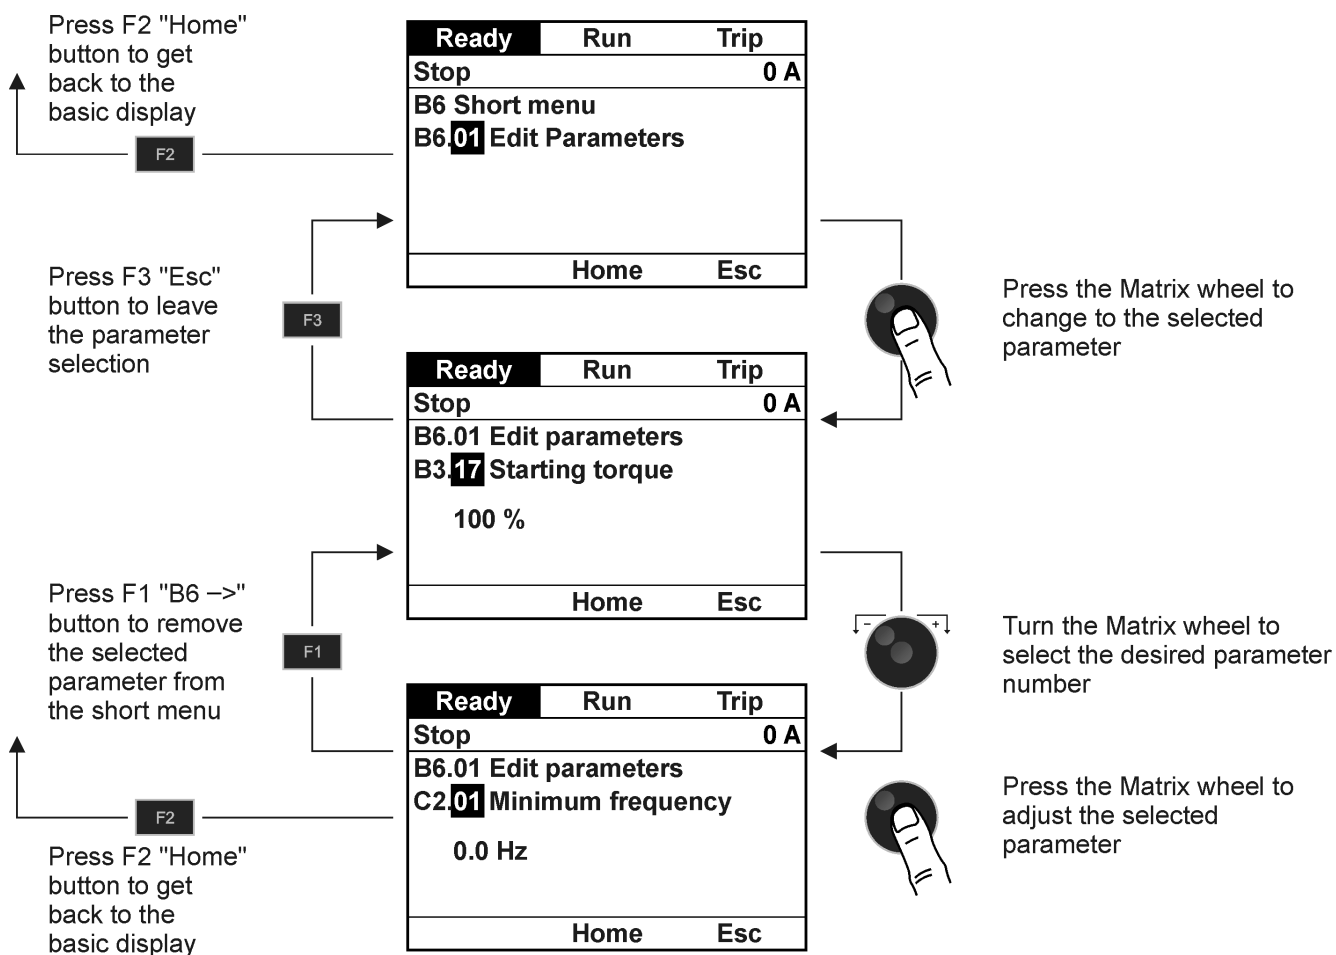 Press F2 "Home"
button to get
back to the
basic display
F2
Ready Run Trip
Stop 0 A
B6 Short menu
B6.01 Edit Parameters
Home Esc
Press F3 "Esc"
button to leave
the parameter
selection
F3
Press the Matrix wheel to
change to the selected
parameter
Ready Run Trip
Stop 0 A
B6.01 Edit parameters
B3.17 Starting torque
100 %
Home Esc
Press F1 "B6 –>"
button to remove
the selected
parameter from
the short menu
F1
- +
Turn the Matrix wheel to
select the desired parameter
number
Ready Run Trip
Stop 0 A
B6.01 Edit parameters
C2.01 Minimum frequency
0.0 Hz
Home Esc
F2
Press F2 "Home"
button to get
back to the
basic display
Press the Matrix wheel to
adjust the selected
parameter